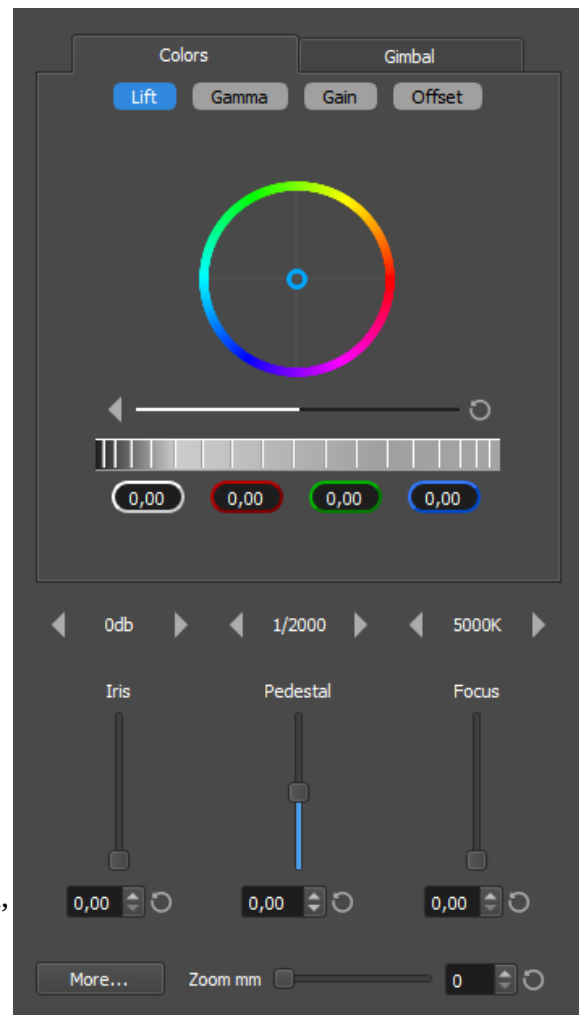 Colors Gimbal
Lift Gamma Gain Offset
0,00 0,00 0,00 0,00
0db 1/2000 5000K
Iris Pedestal Focus
0,00 0,00 0,00
More... Zoom mm 0